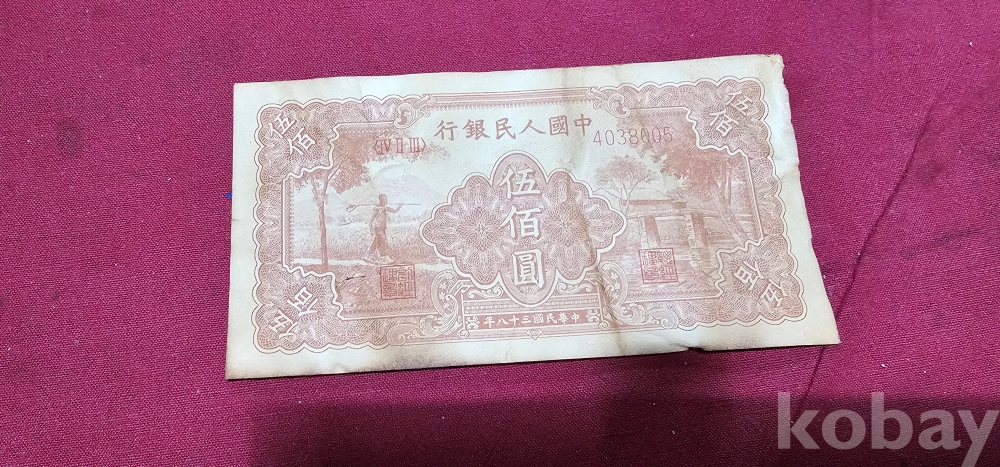 行銀民人國中
〈IV II III〉
4038005
伍佰
伍佰
伍佰圓
伍佰
伍佰
年八十三國民華中
kobay